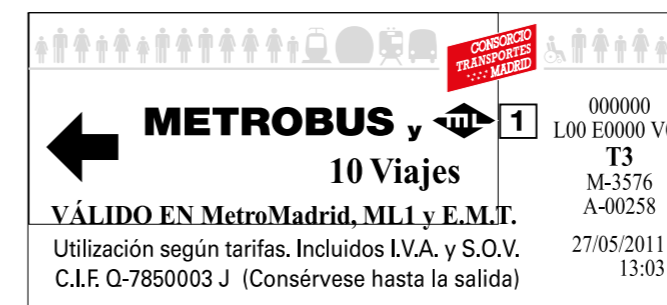 CONSORCIO
TRANSPORTES
MADRID
METROBUS y ML 1
10 Viajes
VÁLIDO EN MetroMadrid, ML1 y E.M.T.
Utilización según tarifas. Incluidos I.V.A. y S.O.V.
C.I.F. Q-7850003 J (Consérvese hasta la salida)
000000
L00 E0000
T3
M-3576
A-00258
27/05/2011
13:03